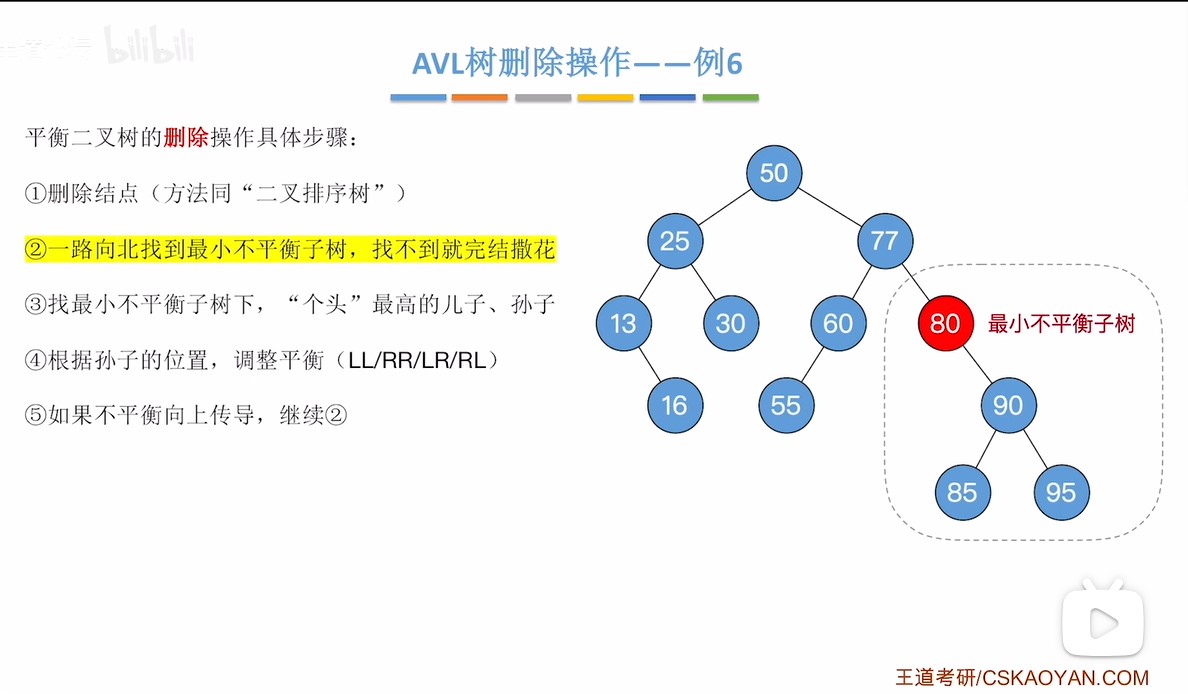 bilibili
AVL树删除操作——例6
平衡二叉树的删除操作具体步骤：
①删除结点（方法同“二叉排序树”）
②一路向北找到最小不平衡子树，找不到就完结撒花
③找最小不平衡子树下，“个头”最高的儿子、孙子
④根据孙子的位置，调整平衡（LL/RR/LR/RL）
⑤如果不平衡向上传导，继续②
50
25 77
13 30 60 80 最小不平衡子树
16 55 90
85 95
王道考研/CSKAOYAN.COM